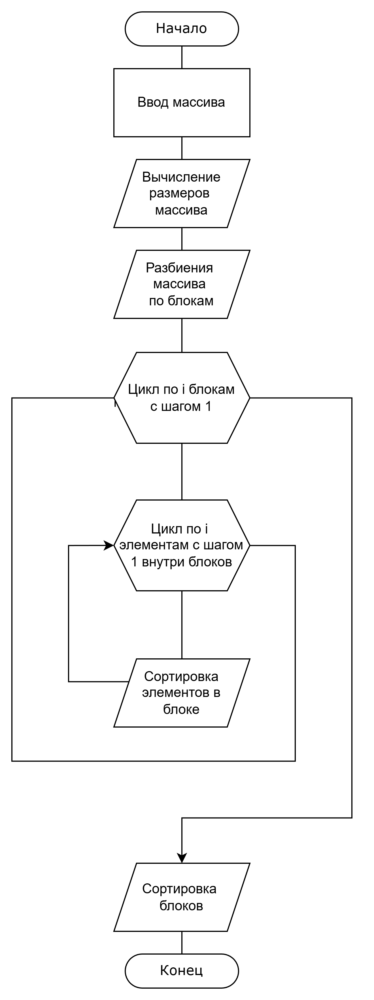 Начало
Ввод массива
Вычисление
размеров
массива
Разбиения
массива
по блокам
Цикл по i блокам
с шагом 1
Цикл по i
элементам с шагом
1 внутри блоков
Сортировка
элементов в
блоке
Сортировка
блоков
Конец